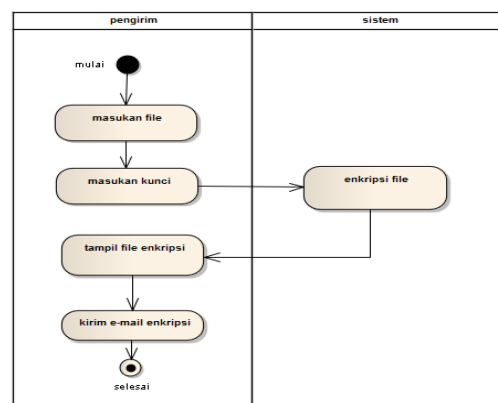 pengirim
sistem
mulai
masukan file
masukan kunci
enkripsi file
tampil file enkripsi
kirim e-mail enkripsi
selesai